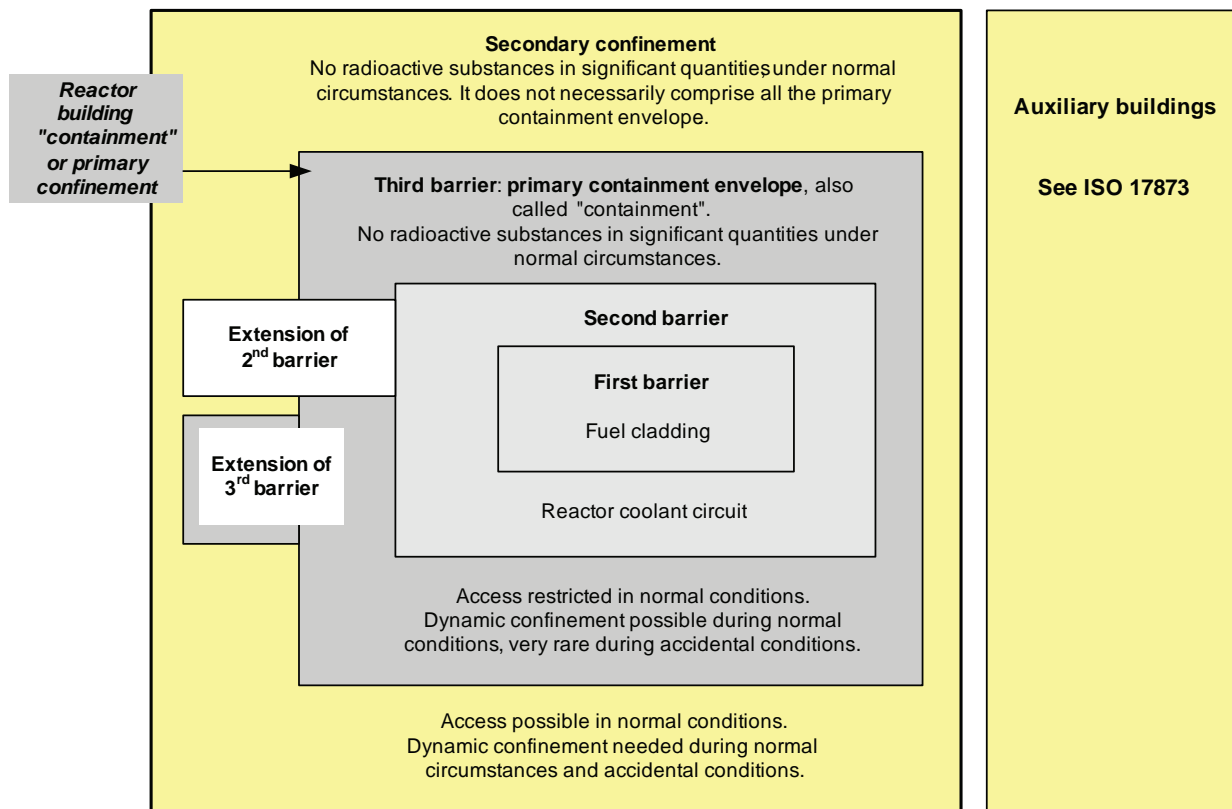 Secondary confinement
No radioactive substances in significant quantities,under normal
circumstances. It does not necessarily comprise all the primary
containment envelope.
Reactor
building
"containment"
or primary
confinement
Auxiliary buildings
See ISO 17873
Third barrier: primary containment envelope, also
called "containment".
No radioactive substances in significant quantities under
normal circumstances.
Extension of
2nd barrier
Second barrier
First barrier
Fuel cladding
Extension of
3rd barrier
Reactor coolant circuit
Access restricted in normal conditions.
Dynamic confinement possible during normal
conditions, very rare during accidental conditions.
Access possible in normal conditions.
Dynamic confinement needed during normal
circumstances and accidental conditions.